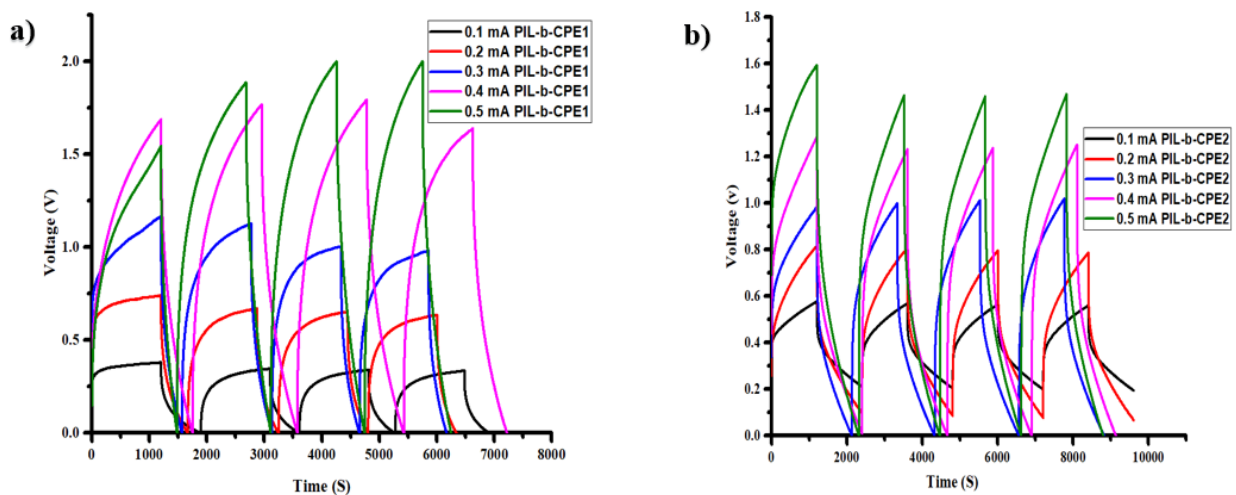 a)
0.1 mA PIL-b-CPE1
0.2 mA PIL-b-CPE1
0.3 mA PIL-b-CPE1
0.4 mA PIL-b-CPE1
0.5 mA PIL-b-CPE1
2.0
1.5
1.0
0.5
0.0
Voltage (V)
0 1000 2000 3000 4000 5000 6000 7000 8000
Time (S)
b)
0.1 mA PIL-b-CPE2
0.2 mA PIL-b-CPE2
0.3 mA PIL-b-CPE2
0.4 mA PIL-b-CPE2
0.5 mA PIL-b-CPE2
1.8
1.6
1.4
1.2
1.0
0.8
0.6
0.4
0.2
0.0
Voltage (v)
0 2000 4000 6000 8000 10000
Time (S)